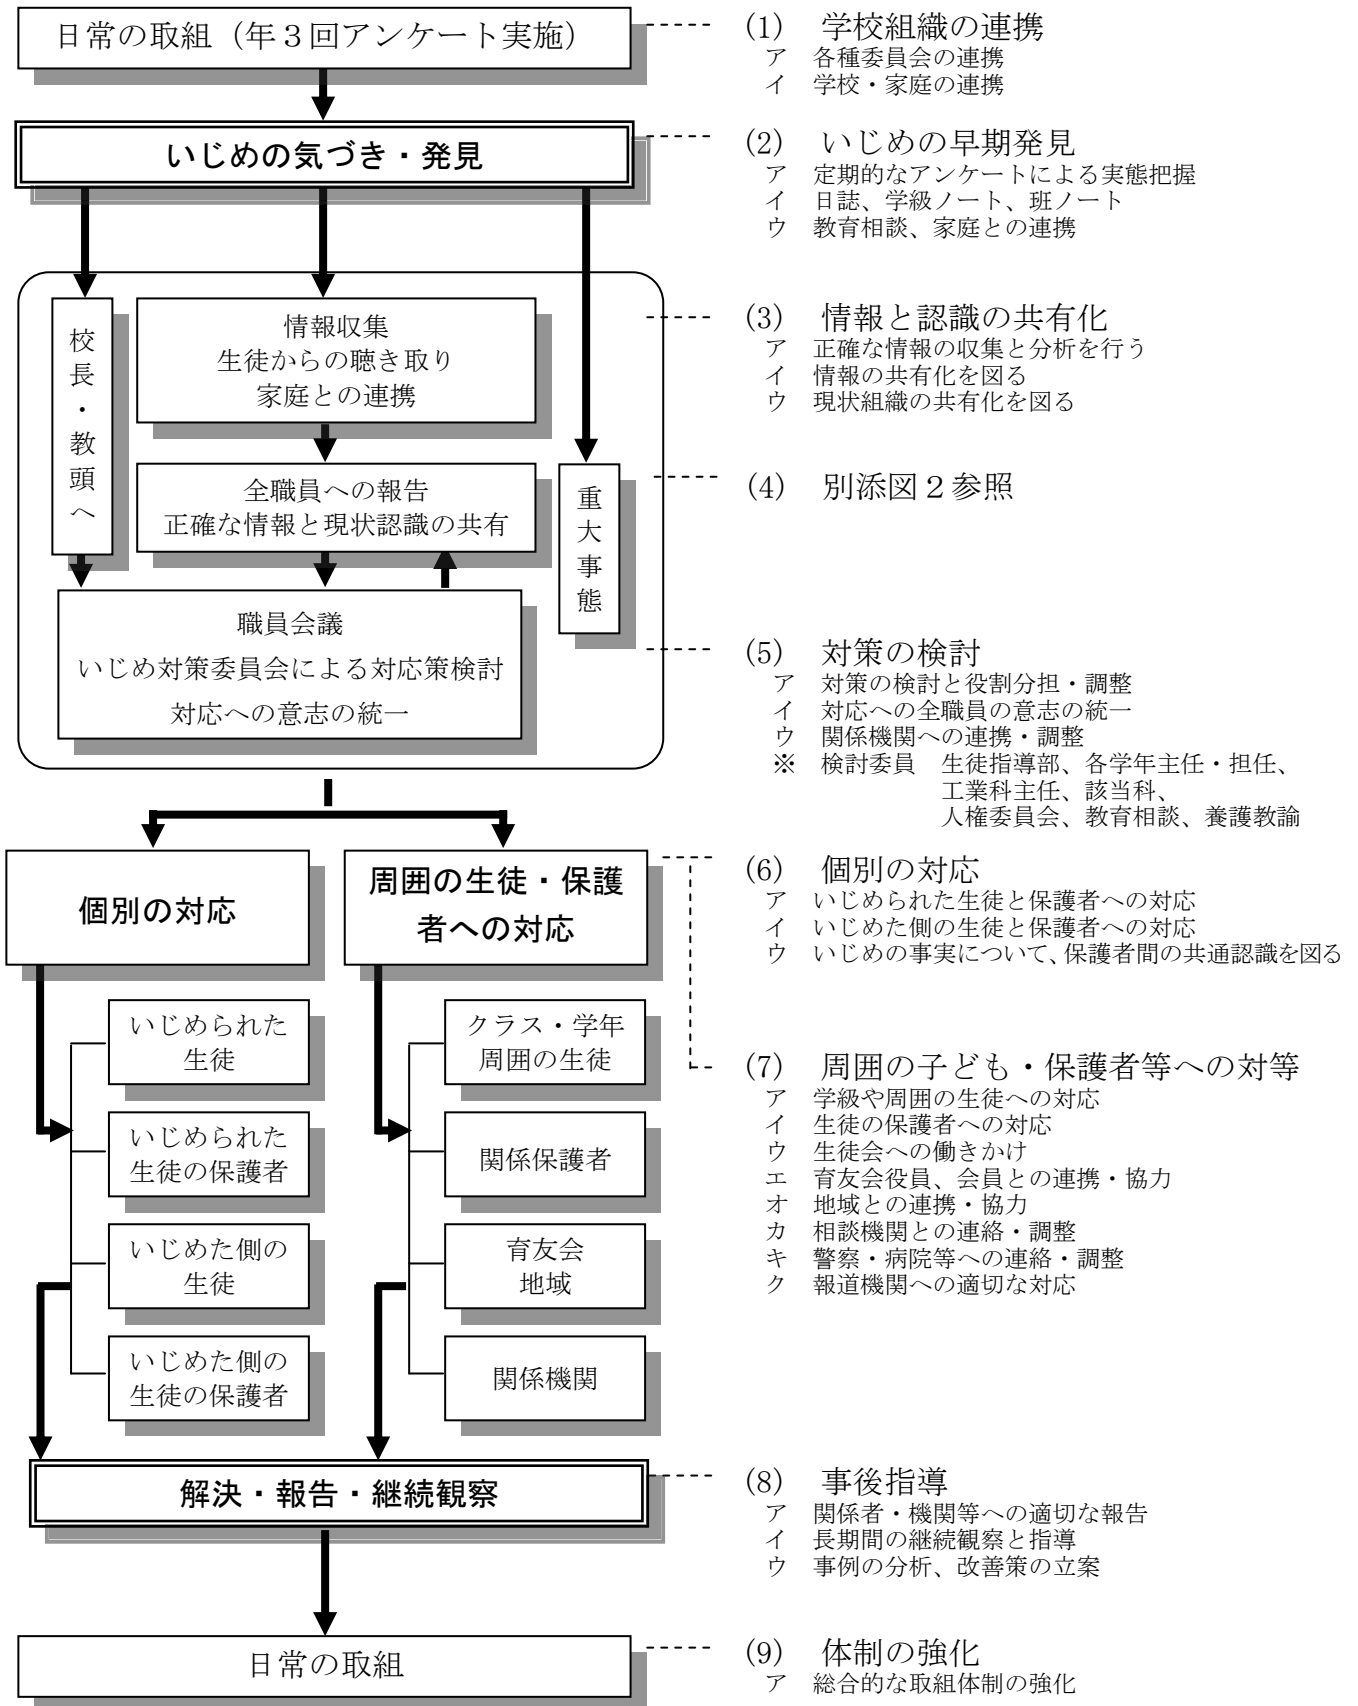 日常の取組（年３回アンケート実施）
(1)　学校組織の連携
ア　各種委員会の連携
イ　学校・家庭の連携
いじめの気づき・発見
(2)　いじめの早期発見
ア　定期的なアンケートによる実態把握
イ　日誌、学級ノート、班ノート
ウ　教育相談、家庭との連携
校長・教頭へ
情報収集
生徒からの聴き取り
家庭との連携
(3)　情報と認識の共有化
ア　正確な情報の収集と分析を行う
イ　情報の共有化を図る
ウ　現状組織の共有化を図る
全職員への報告
正確な情報と現状認識の共有
重大事態
(4)　別添図２参照
職員会議
いじめ対策委員会による対応策検討
対応への意志の統一
(5)　対策の検討
ア　対策の検討と役割分担・調整
イ　対応への全職員の意志の統一
ウ　関係機関への連携・調整
※　検討委員　生徒指導部、各学年主任・担任、
工業科主任、該当科、
人権委員会、教育相談、養護教諭
個別の対応
周囲の生徒・保護
者への対応
(6)　個別の対応
ア　いじめられた生徒と保護者への対応
イ　いじめた側の生徒と保護者への対応
ウ　いじめの事実について、保護者間の共通認識を図る
いじめられた
生徒
いじめられた
生徒の保護者
いじめた側の
生徒
いじめた側の
生徒の保護者
クラス・学年
周囲の生徒
関係保護者
育友会
地域
関係機関
(7)　周囲の子ども・保護者等への対等
ア　学級や周囲の生徒への対応
イ　生徒の保護者への対応
ウ　生徒会への働きかけ
エ　育友会役員、会員との連携・協力
オ　地域との連携・協力
カ　相談機関との連絡・調整
キ　警察・病院等への連絡・調整
ク　報道機関への適切な対応
解決・報告・継続観察
(8)　事後指導
ア　関係者・機関等への適切な報告
イ　長期間の継続観察と指導
ウ　事例の分析、改善策の立案
日常の取組
(9)　体制の強化
ア　総合的な取組体制の強化